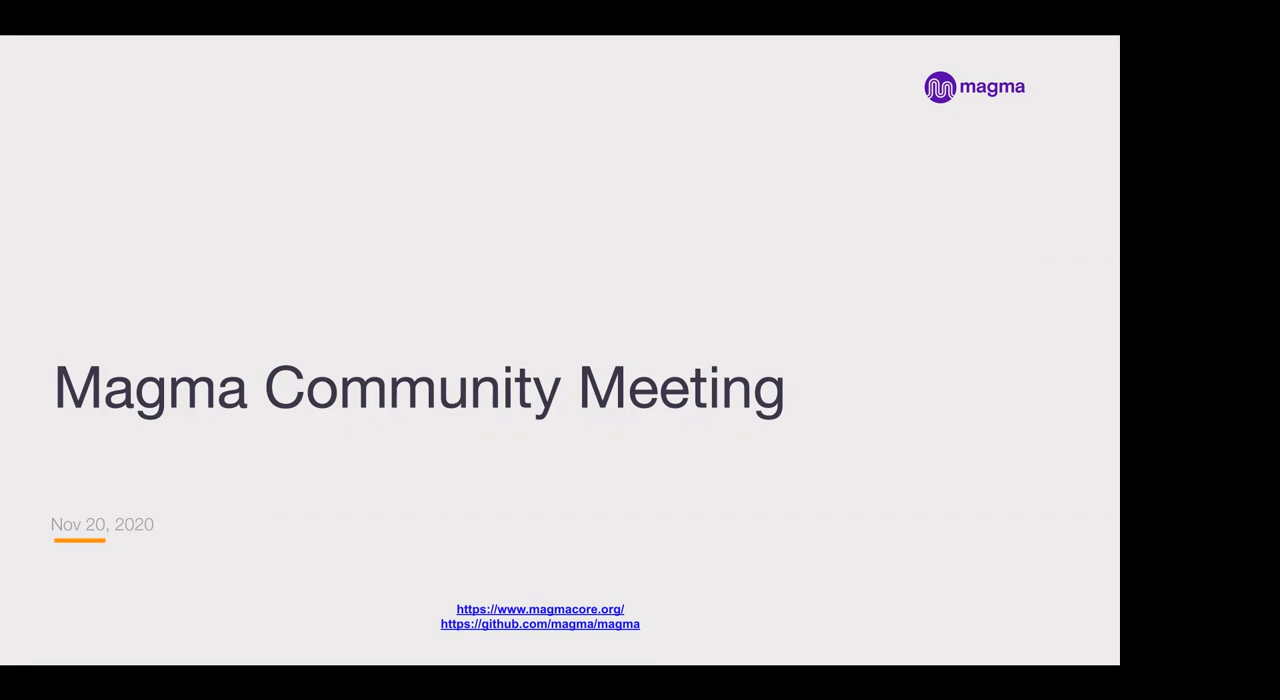 magma
Magma Community Meeting
Nov 20, 2020
https://www.magmacore.org/
https://github.com/magma/magma